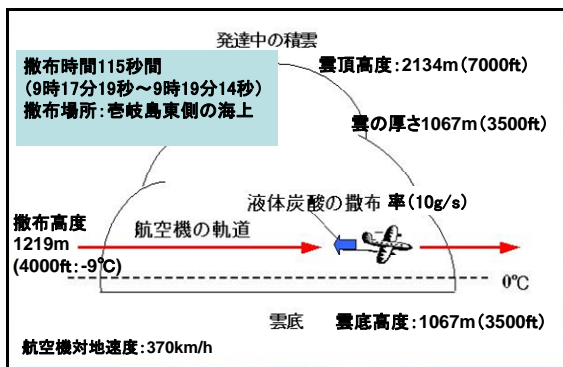 発達中の積雲
撒布時間115秒間
(9時17分19秒~9時19分14秒)
撒布場所:壱岐島東側の海上
雲頂高度:2134m(7000ft)
雲の厚さ1067m(3500ft)
液体炭酸の撒布 率(10g/s)
撒布高度
1219m
(4000ft:-9℃)
航空機の軌道
0℃
雲底
雲底高度:1067m(3500ft)
航空機対地速度:370km/h